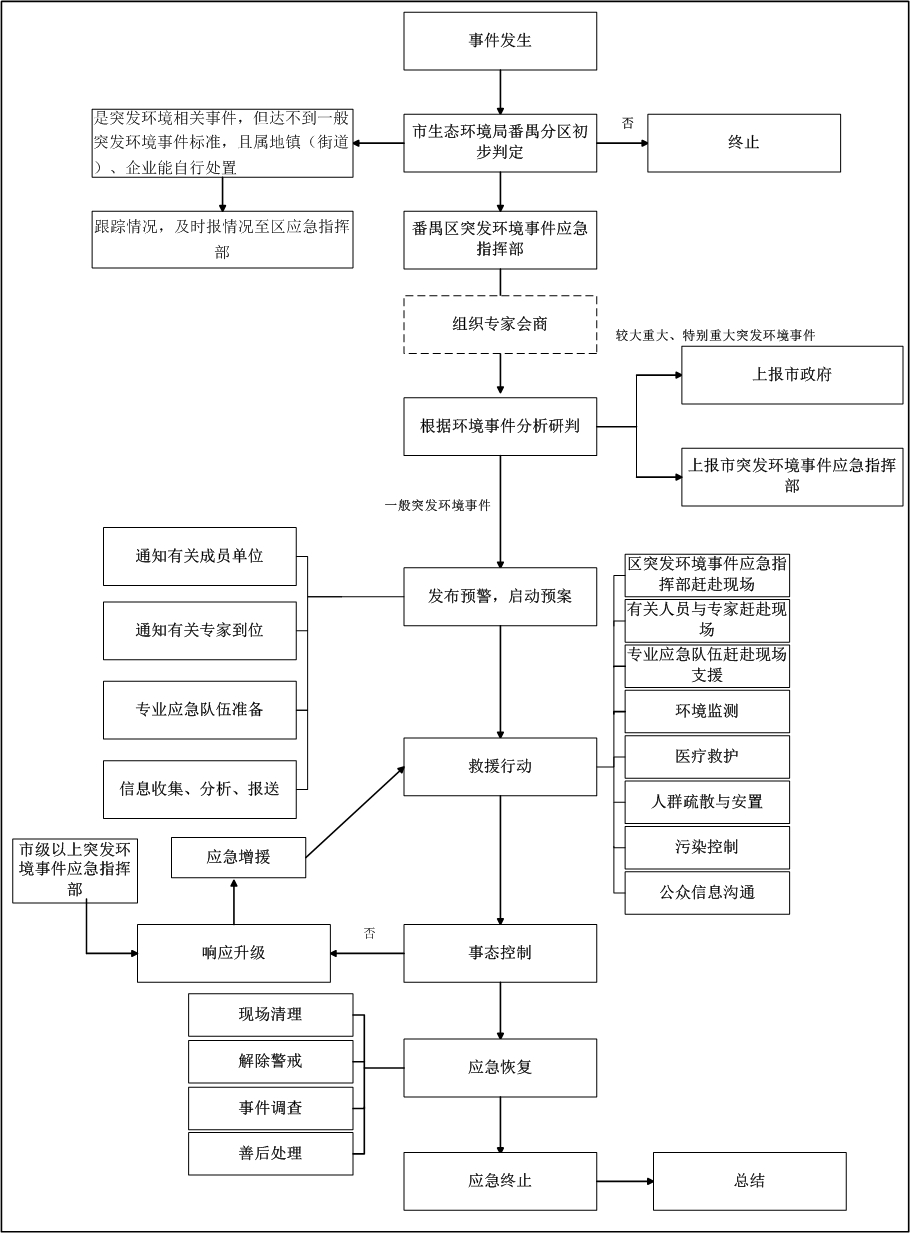 事件发生
是突发环境相关事件，但达不到一般
突发环境事件标准，且属地镇（街道
）、企业能自行处置
市生态环境局番禺分区初
步判定
否
终止
跟踪情况，及时报情况至区应急指挥
部
番禺区突发环境事件应急
指挥部
组织专家会商
较大重大、特别重大突发环境事件
上报市政府
根据环境事件分析研判
上报市突发环境事件应急指挥
部
一般突发环境事件
通知有关成员单位
通知有关专家到位
专业应急队伍准备
信息收集、分析、报送
发布预警，启动预案
区突发环境事件应急指
挥部赶赴现场
有关人员与专家赶赴现
场
专业应急队伍赶赴现场
支援
环境监测
医疗救护
人群疏散与安置
污染控制
公众信息沟通
救援行动
市级以上突发环
境事件应急指挥
部
应急增援
响应升级
否
事态控制
现场清理
解除警戒
事件调查
善后处理
应急恢复
应急终止
总结